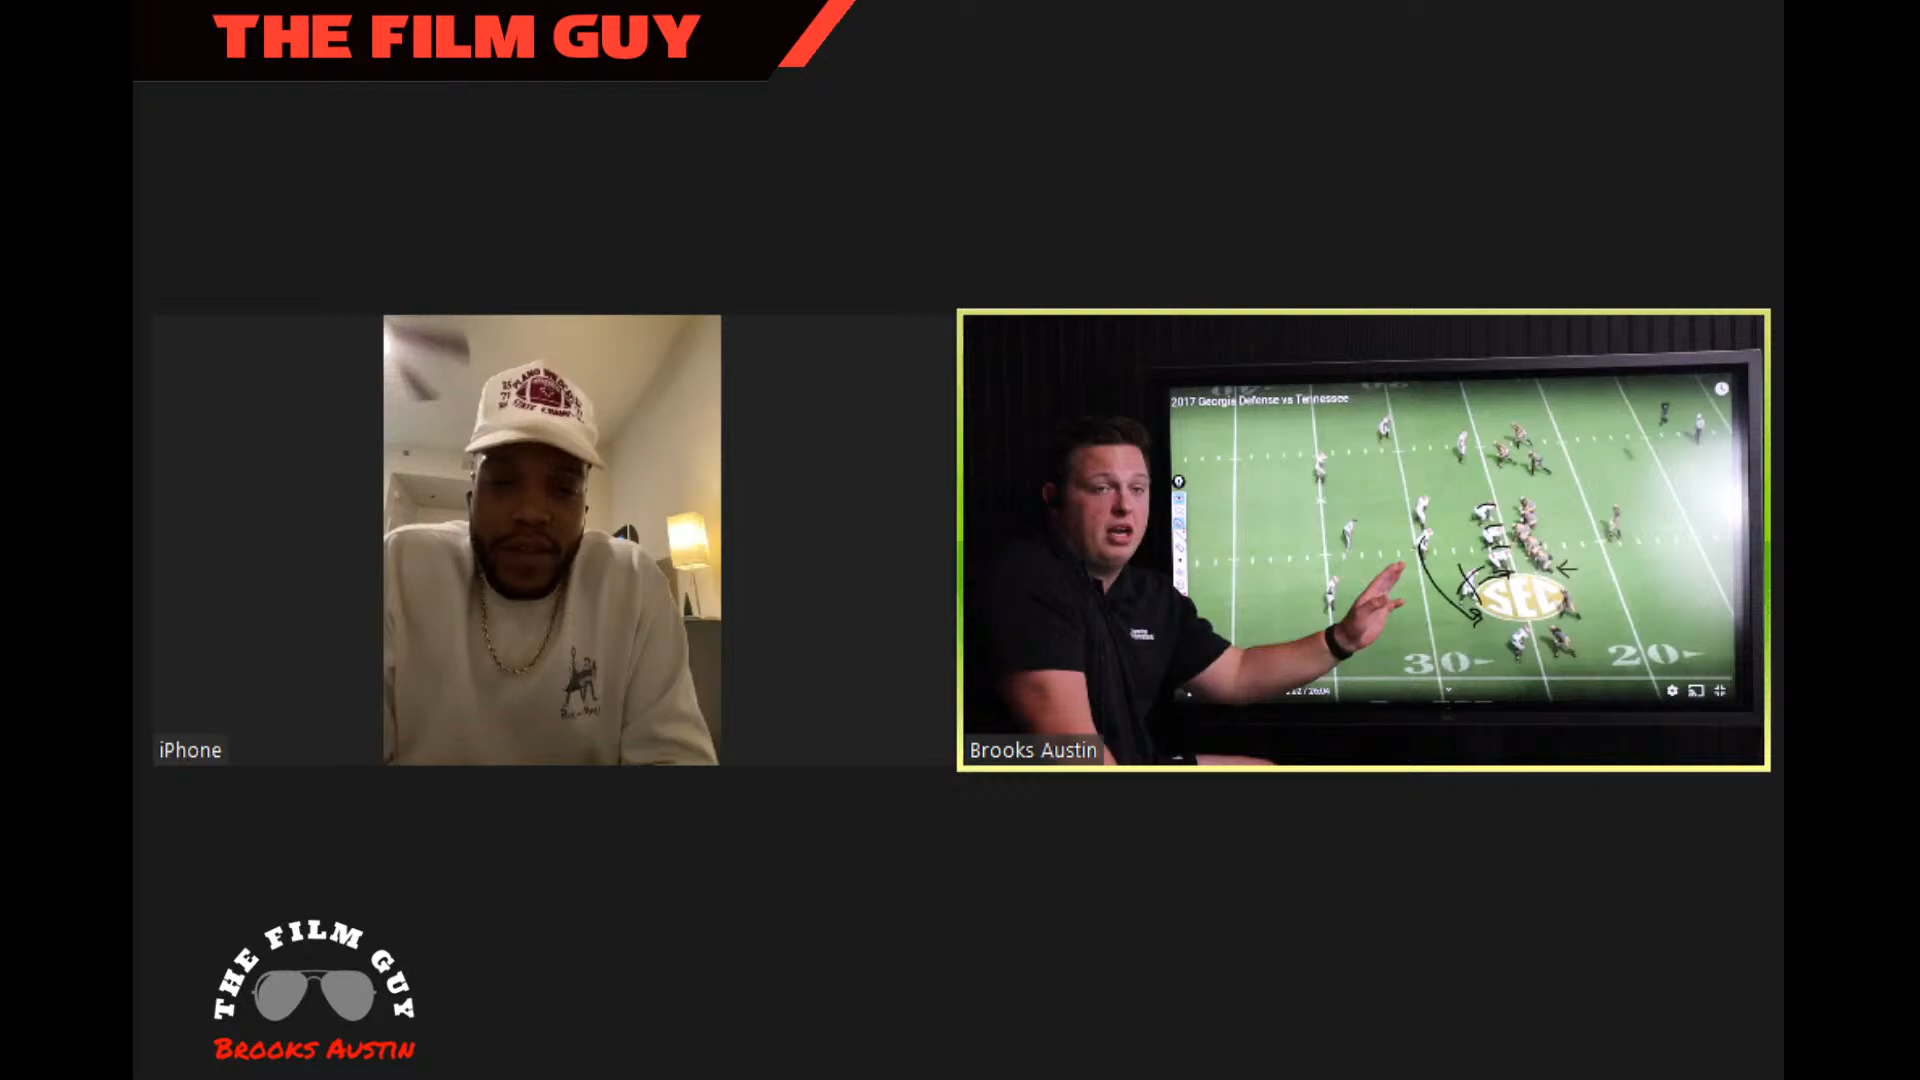 THE FILM GUY
2017 Georgia Defense vs Tennessee
SEC
30
20
STATE
iPhone
Brooks Austin
THE FILM GUY
BROOKS AUSTIN